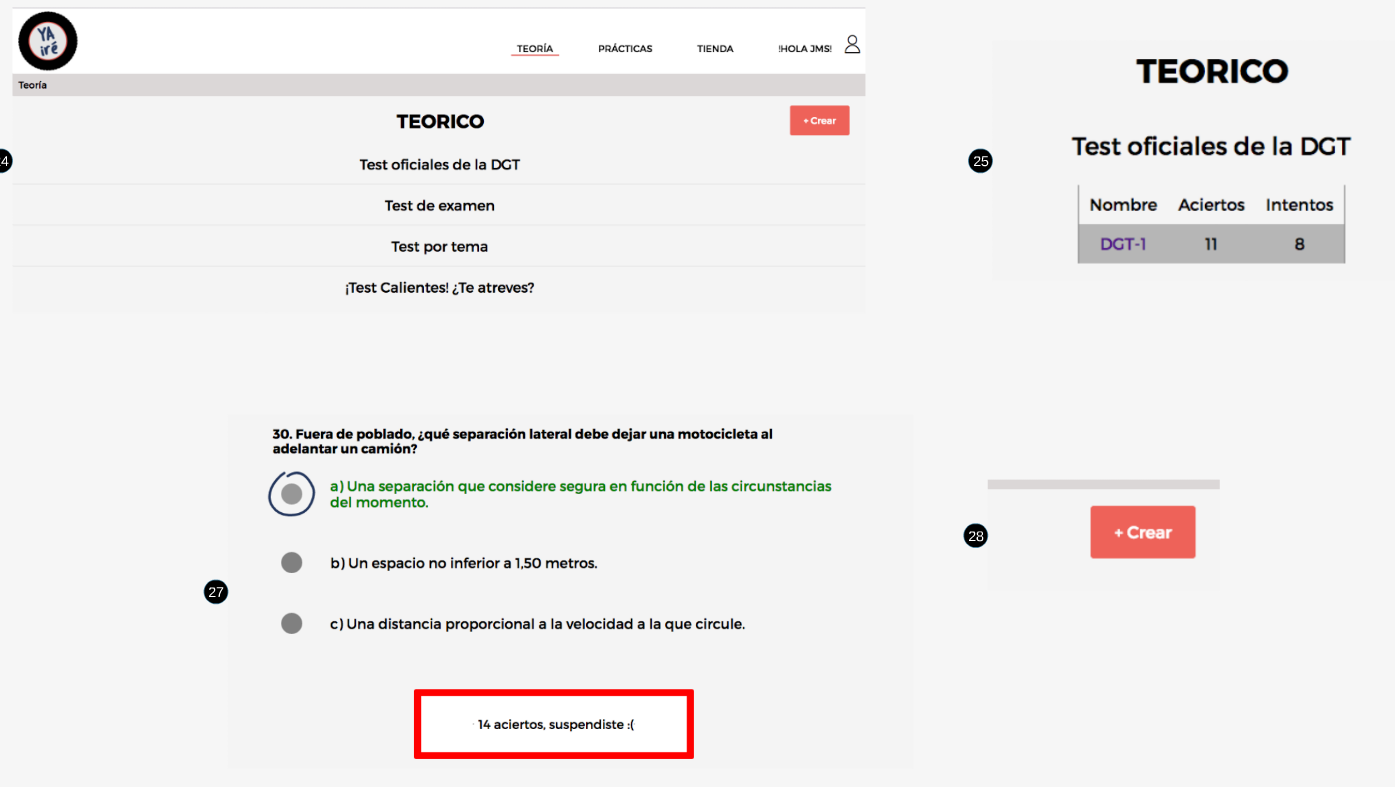 YA
iré
TEORÍA
PRÁCTICAS
TIENDA
!HOLA JMS!
Teoría
TEORICO
+ Crear
Test oficiales de la DGT
Test de examen
Test por tema
¡Test Calientes! ¿Te atreves?
TEORICO
25
Test oficiales de la DGT
Nombre Aciertos Intentos
DGT-1 11 8
27
30. Fuera de poblado, ¿qué separación lateral debe dejar una motocicleta al
adelantar un camión?
a) Una separación que considere segura en función de las circunstancias
del momento.
b) Un espacio no inferior a 1,50 metros.
c) Una distancia proporcional a la velocidad a la que circule.
14 aciertos, suspendiste :(
28
+ Crear